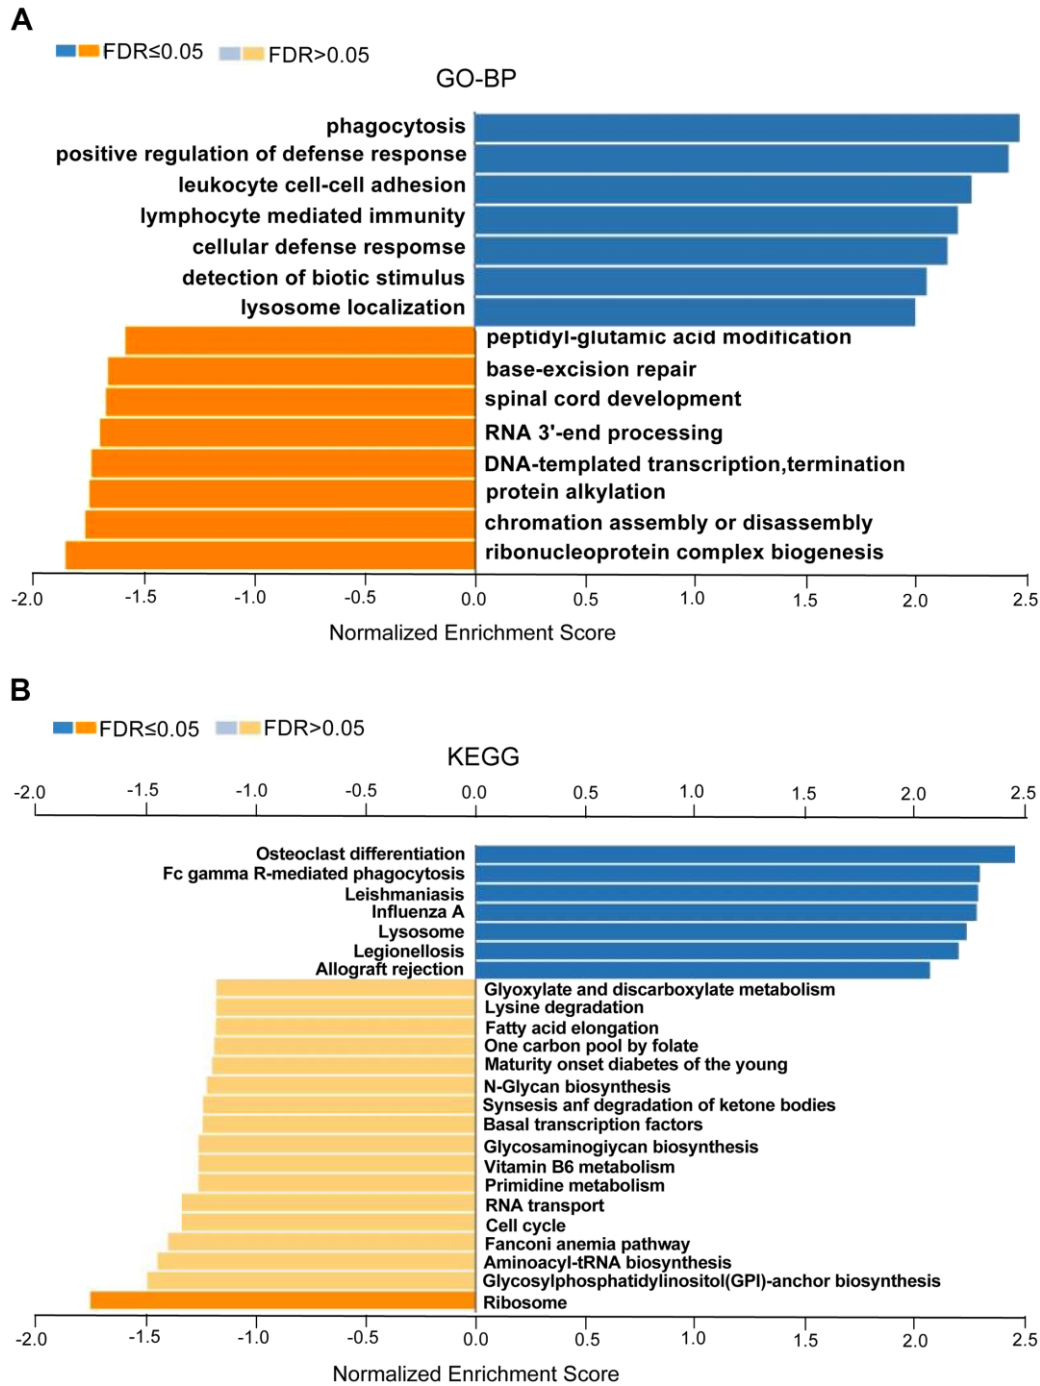 A
FDR≤0.05 FDR>0.05
GO-BP
phagocytosis
positive regulation of defense response
leukocyte cell-cell adhesion
lymphocyte mediated immunity
cellular defense respomse
detection of biotic stimulus
lysosome localization
peptidyl-glutamic acid modification
base-excision repair
spinal cord development
RNA 3'-end processing
DNA-templated transcription,termination
protein alkylation
chromation assembly or disassembly
ribonucleoprotein complex biogenesis
-2.0 -1.5 -1.0 -0.5 0.0 0.5 1.0 1.5 2.0 2.5
Normalized Enrichment Score
B
FDR≤0.05 FDR>0.05
KEGG
-2.0 -1.5 -1.0 -0.5 0.0 0.5 1.0 1.5 2.0 2.5
Osteoclast differentiation
Fc gamma R-mediated phagocytosis
Leishmaniasis
Influenza A
Lysosome
Legionellosis
Allograft rejection
Glyoxylate and discarboxylate metabolism
Lysine degradation
Fatty acid elongation
One carbon pool by folate
Maturity onset diabetes of the young
N-Glycan biosynthesis
Synsesis anf degradation of ketone bodies
Basal transcription factors
Glycosaminogiycan biosynthesis
Vitamin B6 metabolism
Primidine metabolism
RNA transport
Cell cycle
Fanconi anemia pathway
Aminoacyl-tRNA biosynthesis
Glycosylphosphatidylinositol(GPI)-anchor biosynthesis
Ribosome
-2.0 -1.5 -1.0 -0.5 0.0 0.5 1.0 1.5 2.0 2.5
Normalized Enrichment Score